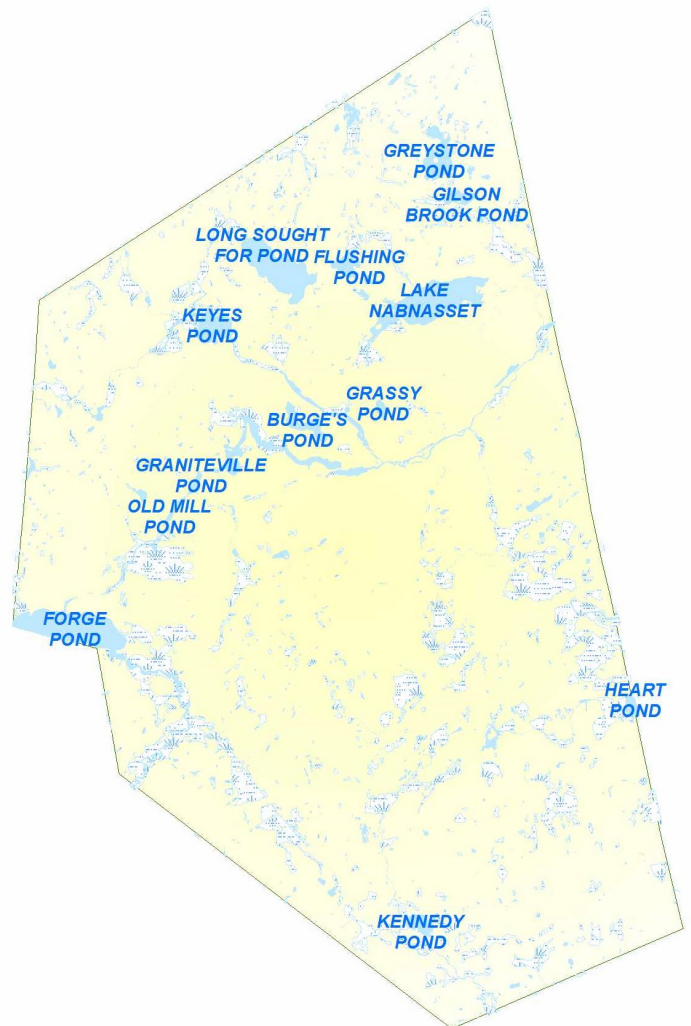 GREYSTONE
POND
GILSON
BROOK POND
LONG SOUGHT
FOR POND
FLUSHING
POND
LAKE
NABNASSET
KEYES
POND
GRASSY
POND
BURGE'S
POND
GRANITEVILLE
POND
OLD MILL
POND
FORGE
POND
HEART
POND
KENNEDY
POND